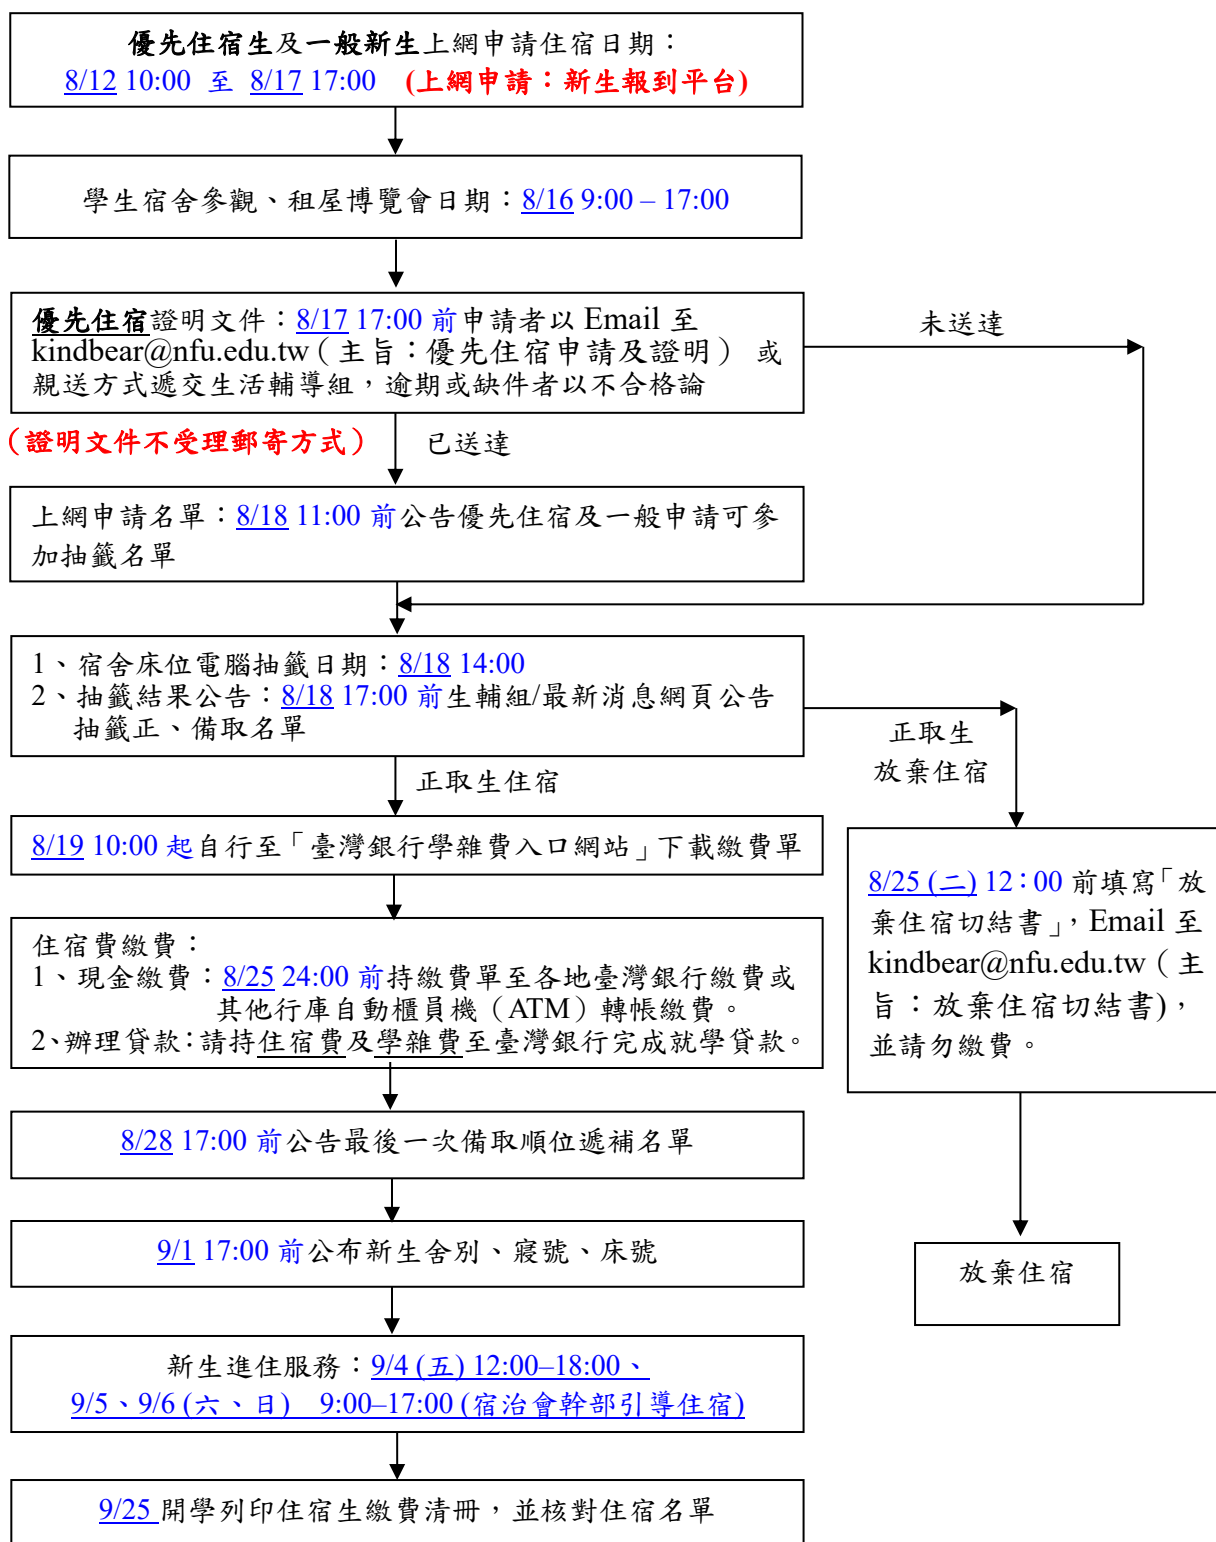 優先住宿生及一般新生上網申請住宿日期：
8/12 10:00 至 8/17 17:00 (上網申請：新生報到平台)
學生宿舍參觀、租屋博覽會日期：8/16 9:00 – 17:00
優先住宿證明文件：8/17 17:00 前申請者以 Email 至
kindbear@nfu.edu.tw（主旨：優先住宿申請及證明） 或
親送方式遞交生活輔導組，逾期或缺件者以不合格論
未送達
（證明文件不受理郵寄方式）
已送達
上網申請名單：8/18 11:00 前公告優先住宿及一般申請可參
加抽籤名單
1、宿舍床位電腦抽籤日期：8/18 14:00
2、抽籤結果公告：8/18 17:00 前生輔組/最新消息網頁公告
抽籤正、備取名單
正取生
放棄住宿
正取生住宿
8/19 10:00 起自行至「臺灣銀行學雜費入口網站」下載繳費單
8/25 (二) 12：00 前填寫「放
棄住宿切結書」，Email 至
kindbear@nfu.edu.tw（主
旨：放棄住宿切結書)，
並請勿繳費。
住宿費繳費：
1、現金繳費：8/25 24:00 前持繳費單至各地臺灣銀行繳費或
其他行庫自動櫃員機（ATM）轉帳繳費。
2、辦理貸款：請持住宿費及學雜費至臺灣銀行完成就學貸款。
8/28 17:00 前公告最後一次備取順位遞補名單
9/1 17:00 前公布新生舍別、寢號、床號
放棄住宿
新生進住服務：9/4 (五) 12:00–18:00、
9/5、9/6 (六、日) 9:00–17:00 (宿治會幹部引導住宿)
9/25 開學列印住宿生繳費清冊，並核對住宿名單